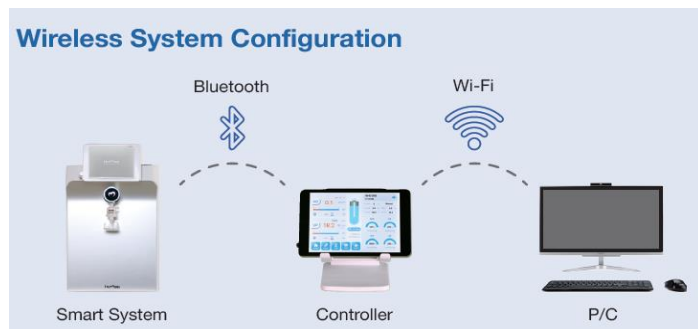 Wireless System Configuration
Bluetooth
Wi-Fi
Smart System
Controller
P/C